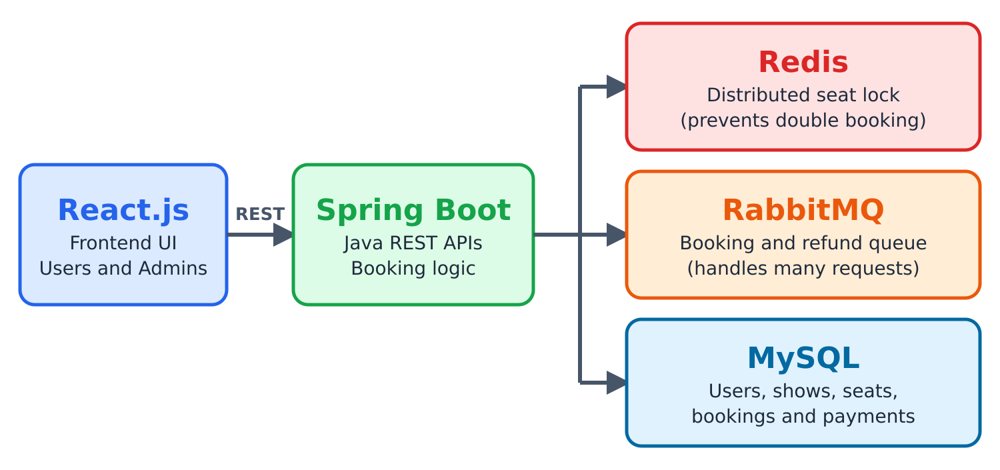 React.js
Frontend UI
Users and Admins
REST
Spring Boot
Java REST APIs
Booking logic
Redis
Distributed seat lock
(prevents double booking)
RabbitMQ
Booking and refund queue
(handles many requests)
MySQL
Users, shows, seats,
bookings and payments